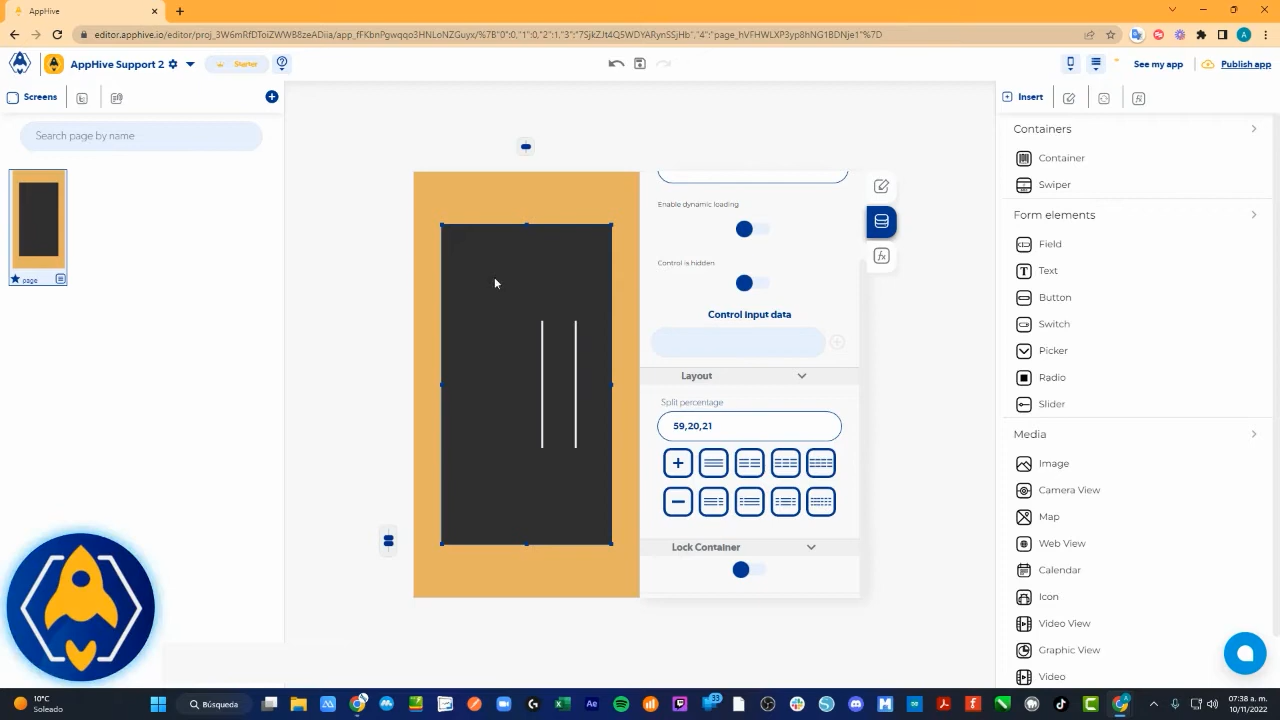 AppHive
editor.apphive.io/editor/proj_3W6mRfDToiZWWB8zeADiia/app_fFKbnPgwqqo3HNLoNZGuyx/%7B"0":0,"1":0,"2":1,"3":"7SjkZJt4Q5WDYARynSSjHb","4":"page_hVFHWLXP3yp8hNG1BDNje1"%7D
AppHive Support 2
Starter
See my app
Publish app
Screens
Insert
Search page by name
page
Enable dynamic loading
Control is hidden
Control input data
Layout
Split percentage
59,20,21
Lock Container
Containers
Container
Swiper
Form elements
Field
Text
Button
Switch
Picker
Radio
Slider
Media
Image
Camera View
Map
Web View
Calendar
Icon
Video View
Graphic View
Video
10°C
Soleado
Búsqueda
33
07:38 a. m.
10/11/2022